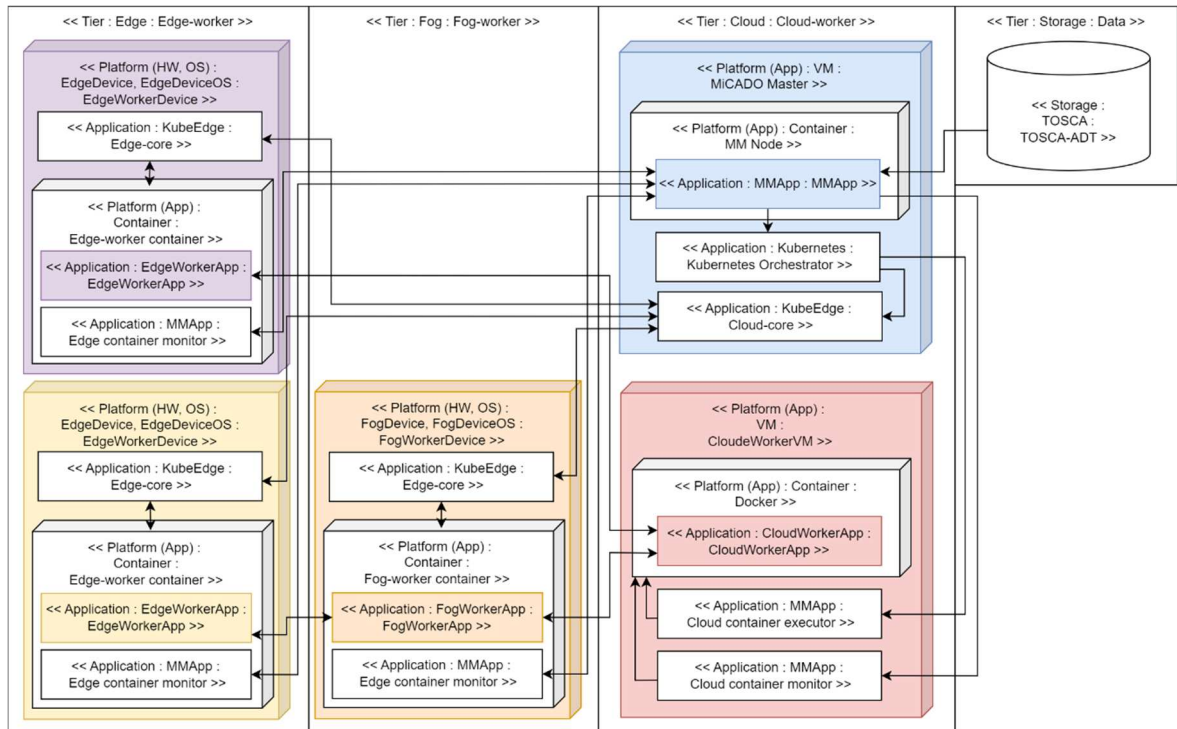 << Tier : Edge : Edge-worker >>
<< Tier : Fog : Fog-worker >>
<< Tier : Cloud : Cloud-worker >>
<< Tier : Storage : Data >>
<< Platform (HW, OS) :
EdgeDevice, EdgeDeviceOS :
EdgeWorkerDevice >>
<< Application : KubeEdge :
Edge-core >>
<< Platform (App) :
Container :
Edge-worker container >>
<< Application : EdgeWorkerApp :
EdgeWorkerApp >>
<< Application : MMApp :
Edge container monitor >>
<< Platform (App) : VM :
MiCADO Master >>
<< Platform (App) : Container :
MM Node >>
<< Application : MMApp : MMApp >>
<< Application : Kubernetes :
Kubernetes Orchestrator >>
<< Application : KubeEdge :
Cloud-core >>
<< Storage :
TOSCA :
TOSCA-ADT >>
<< Platform (HW, OS) :
EdgeDevice, EdgeDeviceOS :
EdgeWorkerDevice >>
<< Application : KubeEdge :
Edge-core >>
<< Platform (App) :
Container :
Edge-worker container >>
<< Application : EdgeWorkerApp :
EdgeWorkerApp >>
<< Application : MMApp :
Edge container monitor >>
<< Platform (HW, OS) :
FogDevice, FogDeviceOS :
FogWorkerDevice >>
<< Application : KubeEdge :
Edge-core >>
<< Platform (App) :
Container :
Fog-worker container >>
<< Application : FogWorkerApp :
FogWorkerApp >>
<< Application : MMApp :
Edge container monitor >>
<< Platform (App) :
VM :
CloudeWorkerVM >>
<< Platform (App) : Container :
Docker >>
<< Application : CloudWorkerApp :
CloudWorkerApp >>
<< Application : MMApp :
Cloud container executor >>
<< Application : MMApp :
Cloud container monitor >>